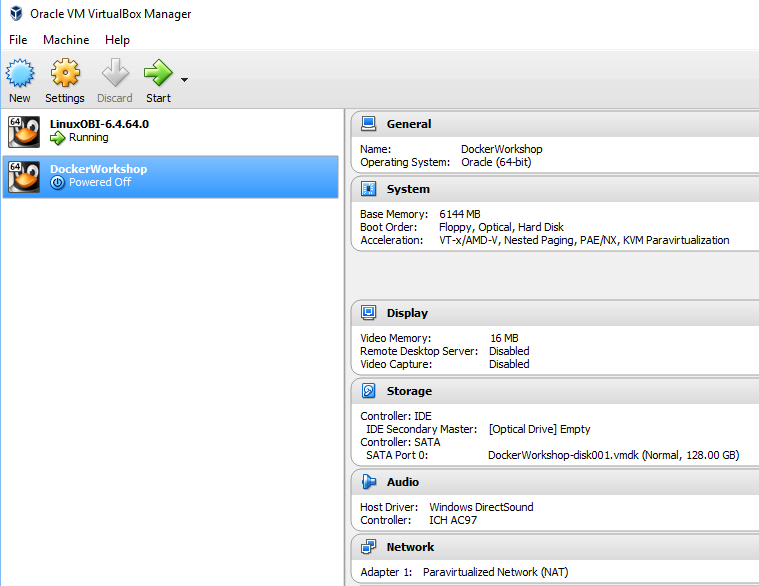 Oracle VM VirtualBox Manager
File Machine Help
New Settings Discard Start
64 LinuxOBI-6.4.64.0
Running
64 DockerWorkshop
Powered Off
General
Name: DockerWorkshop
Operating System: Oracle (64-bit)
System
Base Memory: 6144 MB
Boot Order: Floppy, Optical, Hard Disk
Acceleration: VT-x/AMD-V, Nested Paging, PAE/NX, KVM Paravirtualization
Display
Video Memory: 16 MB
Remote Desktop Server: Disabled
Video Capture: Disabled
Storage
Controller: IDE
IDE Secondary Master: [Optical Drive] Empty
Controller: SATA
SATA Port 0: DockerWorkshop-disk001.vmdk (Normal, 128.00 GB)
Audio
Host Driver: Windows DirectSound
Controller: ICH AC97
Network
Adapter 1: Paravirtualized Network (NAT)